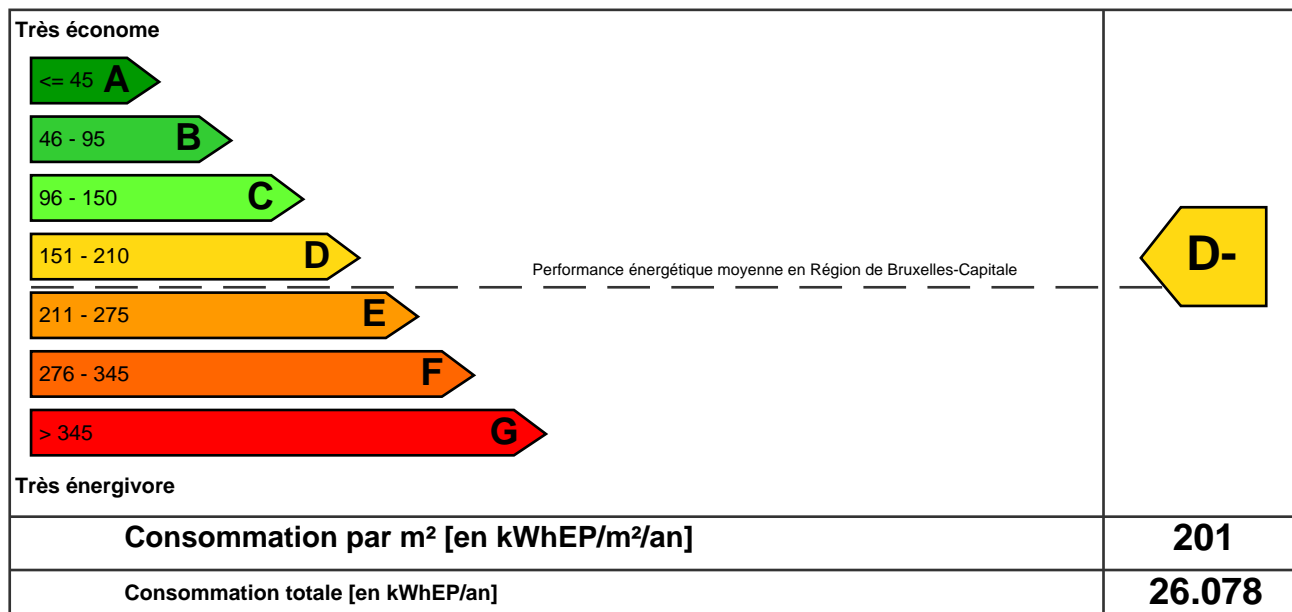 Très économe
<= 45 A
46 - 95 B
96 - 150 C
151 - 210 D
Performance énergétique moyenne en Région de Bruxelles-Capitale
D-
211 - 275 E
276 - 345 F
> 345 G
Très énergivore
Consommation par m² [en kWhEP/m²/an] 201
Consommation totale [en kWhEP/an] 26.078